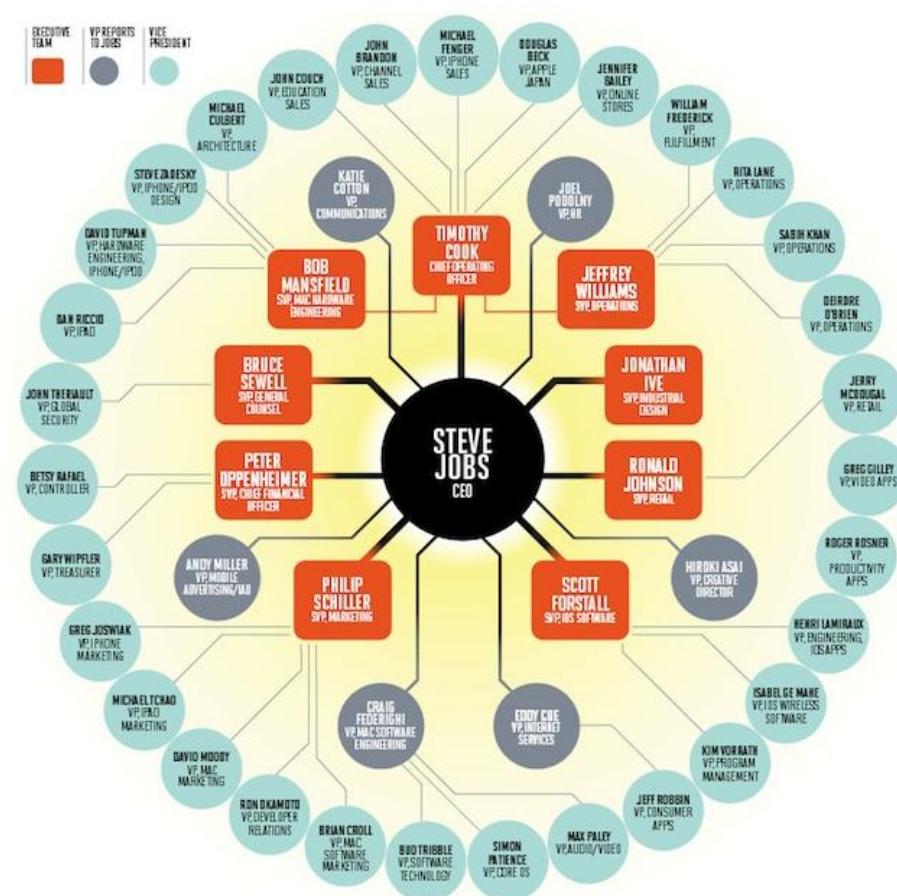 EXECUTIVE
TEAM
VP REPORTS
TO JOBS
VICE
PRESIDENT
MICHAEL
FENGER
VP, IPHONE
SALES
DOUGLAS
BECK
VP, APPLE
JAPAN
JENNIFER
BAILEY
VP, ONLINE
STORES
WILLIAM
FREDERICK
VP,
FULFILLMENT
RITA LANE
VP, OPERATIONS
SABIH KHAN
VP, OPERATIONS
DEIRDRE
O'BRIEN
VP, OPERATIONS
JERRY
MCDOUGAL
VP, RETAIL
GREG GILLEY
VP, VIDEO APPS
ROGER ROSNER
VP,
PRODUCTIVITY
APPS
HENRI LAMIRAUX
VP, ENGINEERING,
IOS APPS
ISABEL GE MAHE
VP, IOS WIRELESS
SOFTWARE
KIM VORRATH
VP, PROGRAM
MANAGEMENT
JEFF ROBBIN
VP, CONSUMER
APPS
MAX PALEY
VP, AUDIO/VIDEO
SIMON
PATIENCE
VP, CORE OS
BUD TRIBBLE
VP, SOFTWARE
TECHNOLOGY
BRIAN CROLL
VP, MAC
SOFTWARE
MARKETING
RON OKAMOTO
VP, DEVELOPER
RELATIONS
DAVID MOODY
VP, MAC
MARKETING
MICHAEL TCHAO
VP, IPAD
MARKETING
GREG JOSWIAK
VP, IPHONE
MARKETING
GARY WIPFLER
VP, TREASURER
BETSY RAFAEL
VP, CONTROLLER
JOHN THERIAULT
VP, GLOBAL
SECURITY
DAN RICCIO
VP, IPAD
DAVID TUPMAN
VP, HARDWARE
ENGINEERING,
IPHONE/IPOD
STEVE ZADESKY
VP, IPHONE/IPOD
DESIGN
MICHAEL
CULBERT
VP,
ARCHITECTURE
JOHN COUCH
VP, EDUCATION
SALES
JOHN
BRANDON
VP, CHANNEL
SALES
KATIE
COTTON
VP,
COMMUNICATIONS
JOEL
PODOLNY
VP, HR
TIMOTHY
COOK
CHIEF OPERATING
OFFICER
BOB
MANSFIELD
SVP, MAC HARDWARE
ENGINEERING
JEFFREY
WILLIAMS
SVP, OPERATIONS
BRUCE
SEWELL
SVP, GENERAL
COUNSEL
JONATHAN
IVE
SVP, INDUSTRIAL
DESIGN
STEVE
JOBS
CEO
PETER
OPPENHEIMER
SVP, CHIEF FINANCIAL
OFFICER
RONALD
JOHNSON
SVP, RETAIL
ANDY MILLER
VP, MOBILE
ADVERTISING/IAD
HIROKI ASAI
VP, CREATIVE
DIRECTOR
PHILIP
SCHILLER
SVP, MARKETING
SCOTT
FORSTALL
SVP, IOS SOFTWARE
CRAIG
FEDERIGHI
VP, MAC SOFTWARE
ENGINEERING
EDDY CUE
VP, INTERNET
SERVICES